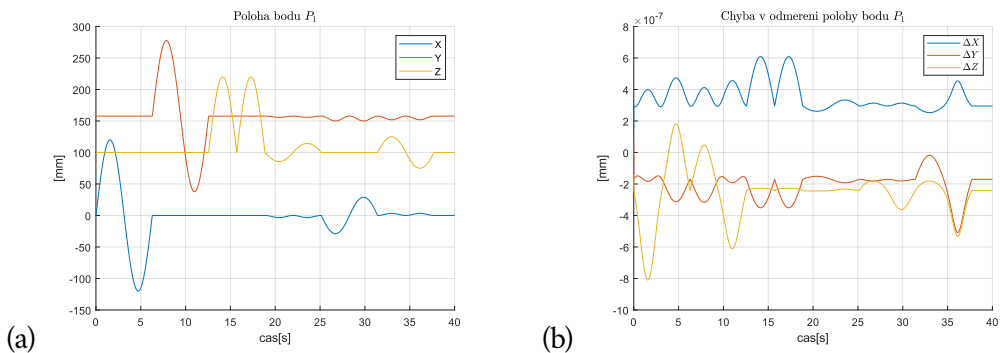 Poloha bodu P₁
300
250
200
150
100
50
0
-50
-100
-150
[mm]
X
Y
Z
0 5 10 15 20 25 30 35 40
cas[s]
(a)
Chyba v odmereni polohy bodu P₁
×10⁻⁷
8
6
4
2
0
-2
-4
-6
-8
-10
[mm]
ΔX
ΔY
ΔZ
0 5 10 15 20 25 30 35 40
cas[s]
(b)